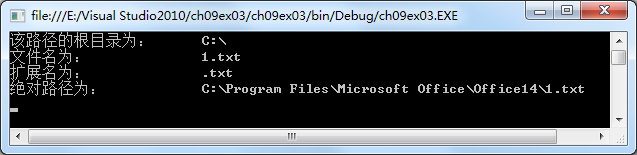 file:///E:/Visual Studio2010/ch09ex03/ch09ex03/bin/Debug/ch09ex03.EXE
该路径的根目录为: C:\
文件名为: 1.txt
扩展名为: .txt
绝对路径为: C:\Program Files\Microsoft Office\Office14\1.txt